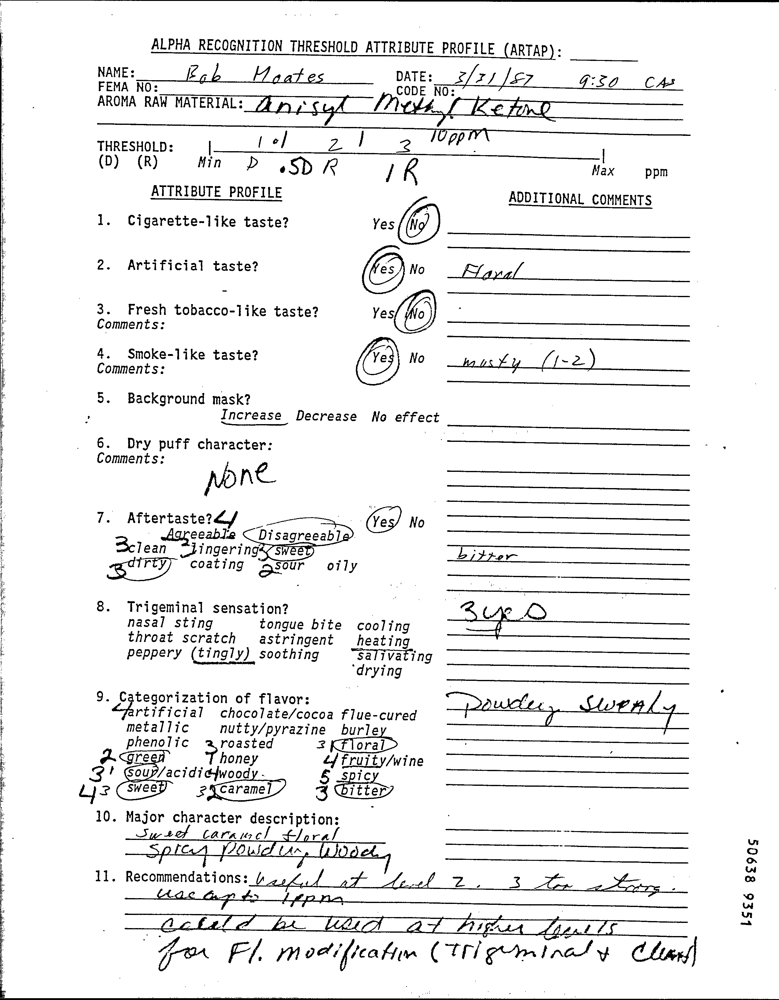 ALPHA RECOGNITION THRESHOLD ATTRIBUTE PROFILE (ARTAP):
NAME: Bob Moates DATE: 3/31/87 9:30
FEMA NO: CODE NO:
AROMA RAW MATERIAL: Anisyl Methyl Ketone
THRESHOLD: 2 3 10 ppm
(D) (R) Min D .5D R 1R Max ppm
ATTRIBUTE PROFILE ADDITIONAL COMMENTS
1. Cigarette-like taste? Yes No
2. Artificial taste? Yes No Floral
3. Fresh tobacco-like taste? Yes No
Comments:
4. Smoke-like taste? Yes No musty (1-2)
Comments:
5. Background mask?
Increase Decrease No effect
6. Dry puff character:
Comments:
None
7. Aftertaste? 4 Yes No
Agreeable Disagreeable
3 clean 3 lingering sweet bitter
3 dirty coating 2 sour oily
8. Trigeminal sensation? 3 yes
nasal sting tongue bite cooling
throat scratch astringent heating
peppery (tingly) soothing salivating
drying
9. Categorization of flavor: Powdery Sweaty
artificial chocolate/cocoa flue-cured
metallic nutty/pyrazine burley
phenolic 3 roasted 3 floral
2 green 1 honey 4 fruity/wine
3 1 sour/acidic 4 woody 5 spicy
4 3 sweet 3 caramel 3 bitter
10. Major character description:
Sweet caramel floral
Spicy Powdery Woody
11. Recommendations: Useful at level 2. 3 too strong.
use up to 1ppm
could be used at higher levels
for Fl. modification (Trigeminal +
50638 9351